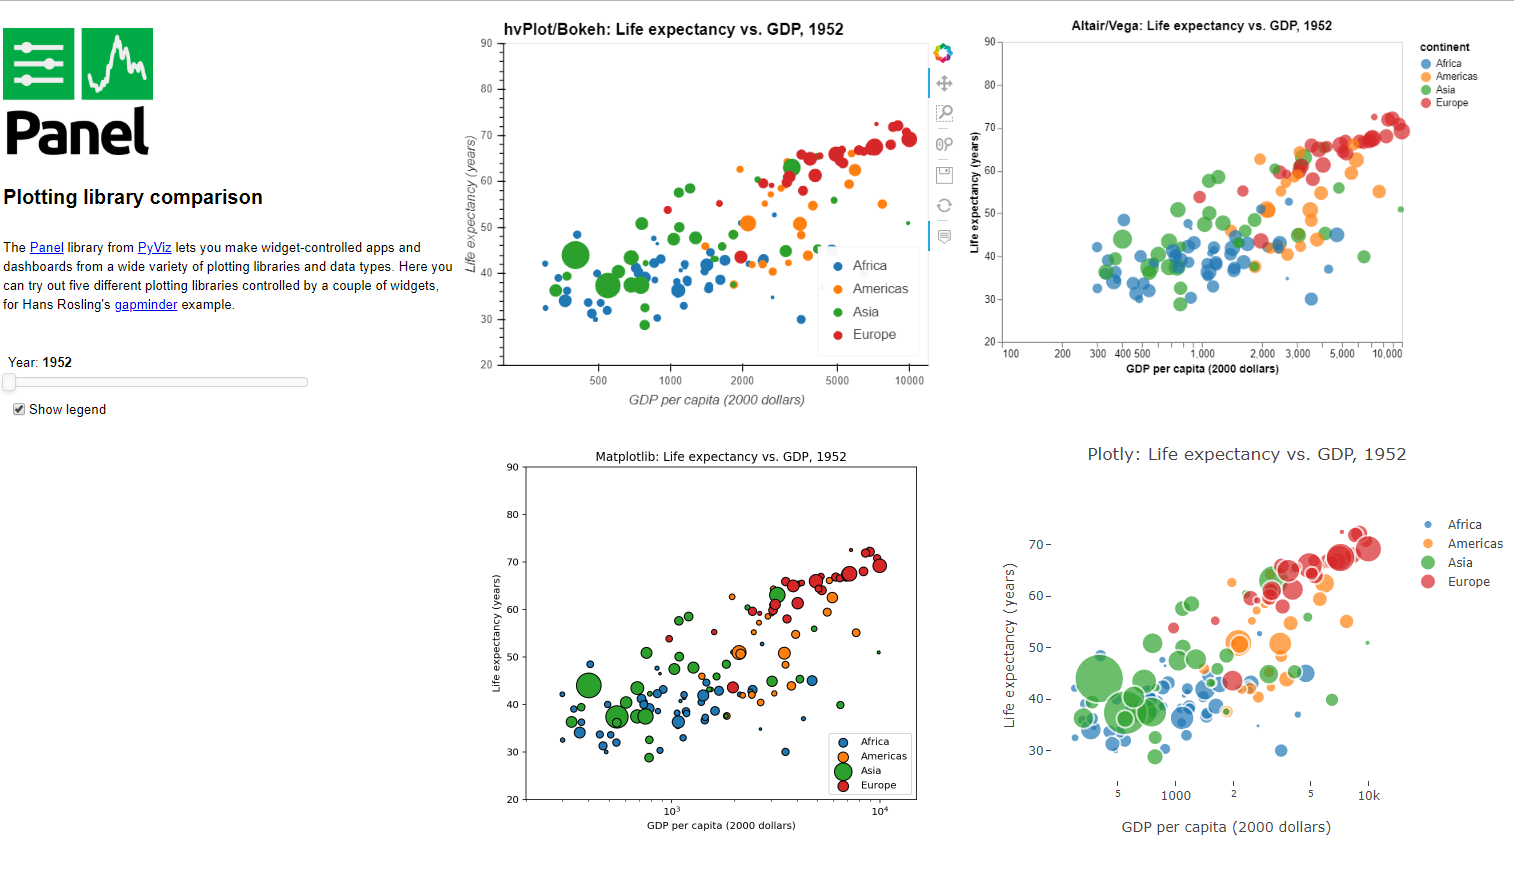 Panel
Plotting library comparison
The Panel library from PyViz lets you make widget-controlled apps and
dashboards from a wide variety of plotting libraries and data types. Here you
can try out five different plotting libraries controlled by a couple of widgets,
for Hans Rosling's gapminder example.
Year: 1952
Show legend
hvPlot/Bokeh: Life expectancy vs. GDP, 1952
90
80
70
60
50
40
30
20
Life expectancy (years)
500 1000 2000 5000 10000
GDP per capita (2000 dollars)
Africa
Americas
Asia
Europe
Altair/Vega: Life expectancy vs. GDP, 1952
90
80
70
60
50
40
30
20
Life expectancy (years)
100 200 300 400 500 1,000 2,000 3,000 5,000 10,000
GDP per capita (2000 dollars)
continent
Africa
Americas
Asia
Europe
Matplotlib: Life expectancy vs. GDP, 1952
90
80
70
60
50
40
30
20
Life expectancy (years)
10³ 10⁴
GDP per capita (2000 dollars)
Africa
Americas
Asia
Europe
Plotly: Life expectancy vs. GDP, 1952
70
60
50
40
30
Life expectancy (years)
5 1000 2 5 10k
GDP per capita (2000 dollars)
Africa
Americas
Asia
Europe